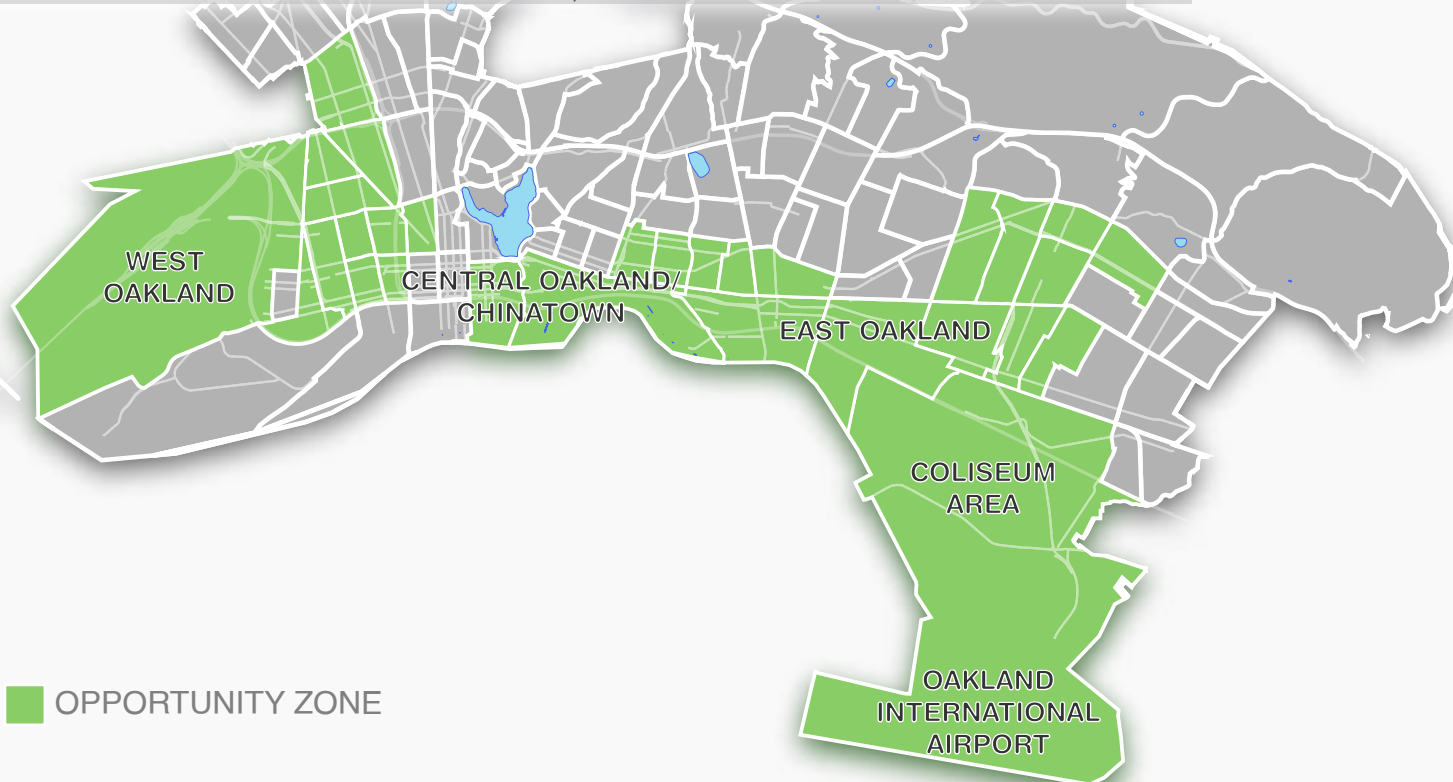 WEST
OAKLAND
CENTRAL OAKLAND/
CHINATOWN
EAST OAKLAND
COLISEUM
AREA
OAKLAND
INTERNATIONAL
AIRPORT
OPPORTUNITY ZONE